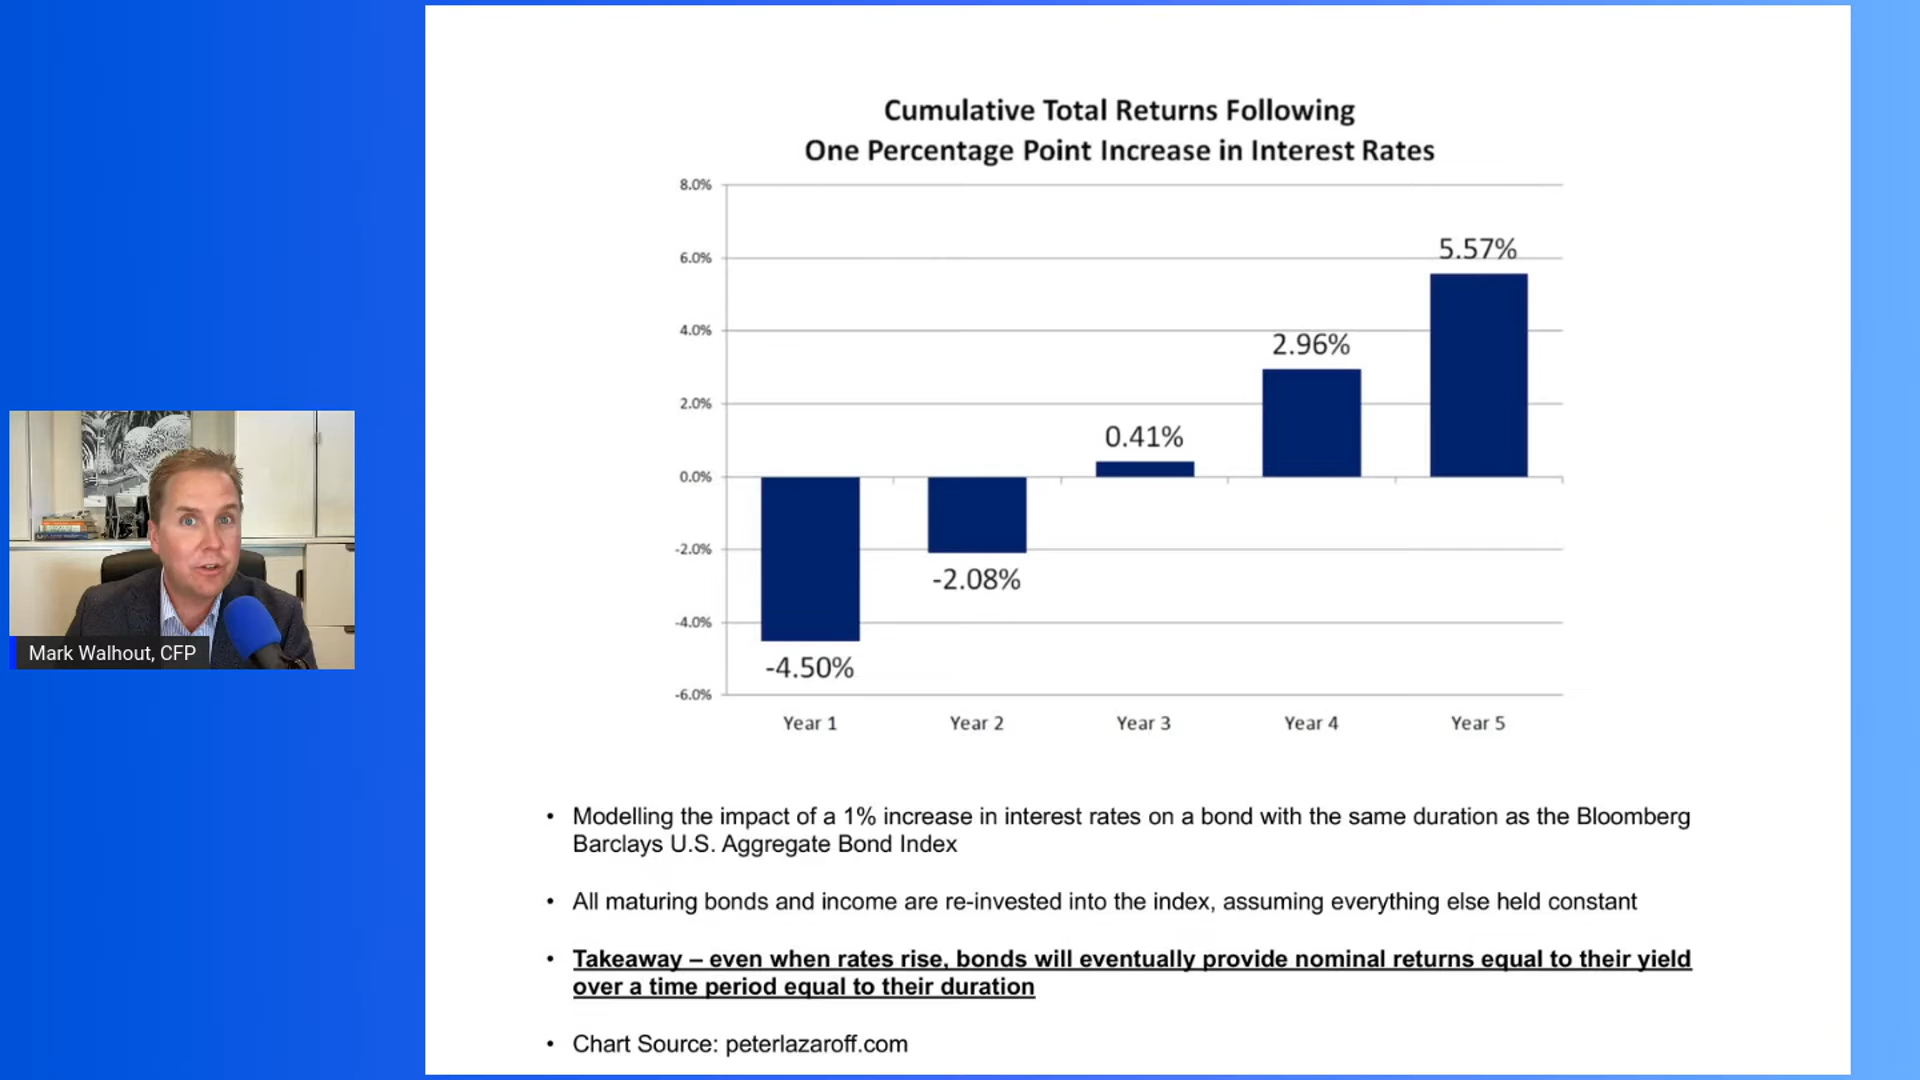 Cumulative Total Returns Following
One Percentage Point Increase in Interest Rates
8.0%
6.0%
4.0%
2.0%
0.0%
-2.0%
-4.0%
-6.0%
-4.50%
-2.08%
0.41%
2.96%
5.57%
Year 1
Year 2
Year 3
Year 4
Year 5
Mark Walhout, CFP
• Modelling the impact of a 1% increase in interest rates on a bond with the same duration as the Bloomberg
Barclays U.S. Aggregate Bond Index
• All maturing bonds and income are re-invested into the index, assuming everything else held constant
• Takeaway – even when rates rise, bonds will eventually provide nominal returns equal to their yield
over a time period equal to their duration
• Chart Source: peterlazaroff.com